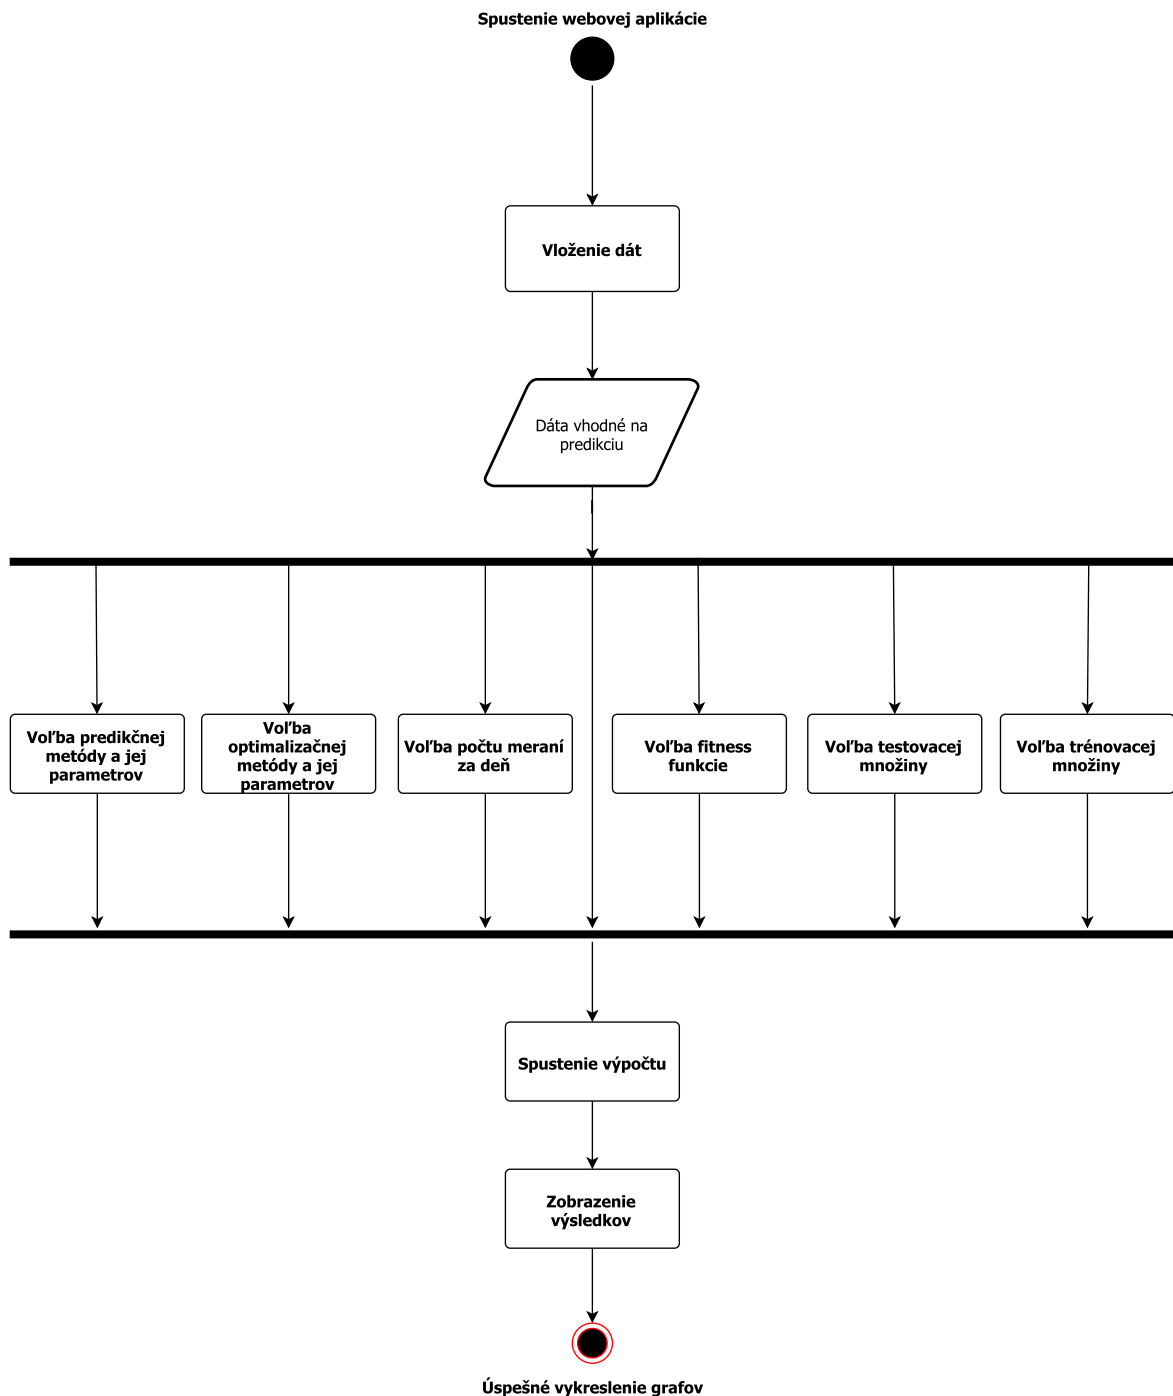 Spustenie webovej aplikácie
Vloženie dát
Dáta vhodné na
predikciu
Voľba predikčnej
metódy a jej
parametrov
Voľba
optimalizačnej
metódy a jej
parametrov
Voľba počtu meraní
za deň
Voľba fitness
funkcie
Voľba testovacej
množiny
Voľba trénovacej
množiny
Spustenie výpočtu
Zobrazenie
výsledkov
Úspešné vykreslenie grafov